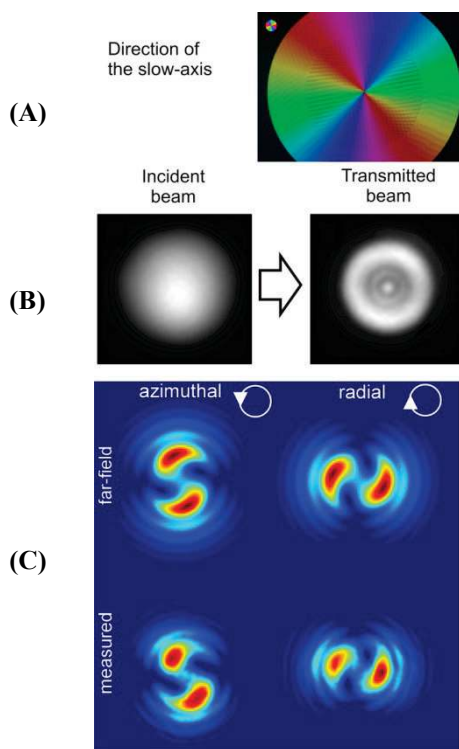 Direction of
the slow-axis
(A)
Incident
beam
Transmitted
beam
(B)
azimuthal
radial
far-field
(C)
measured